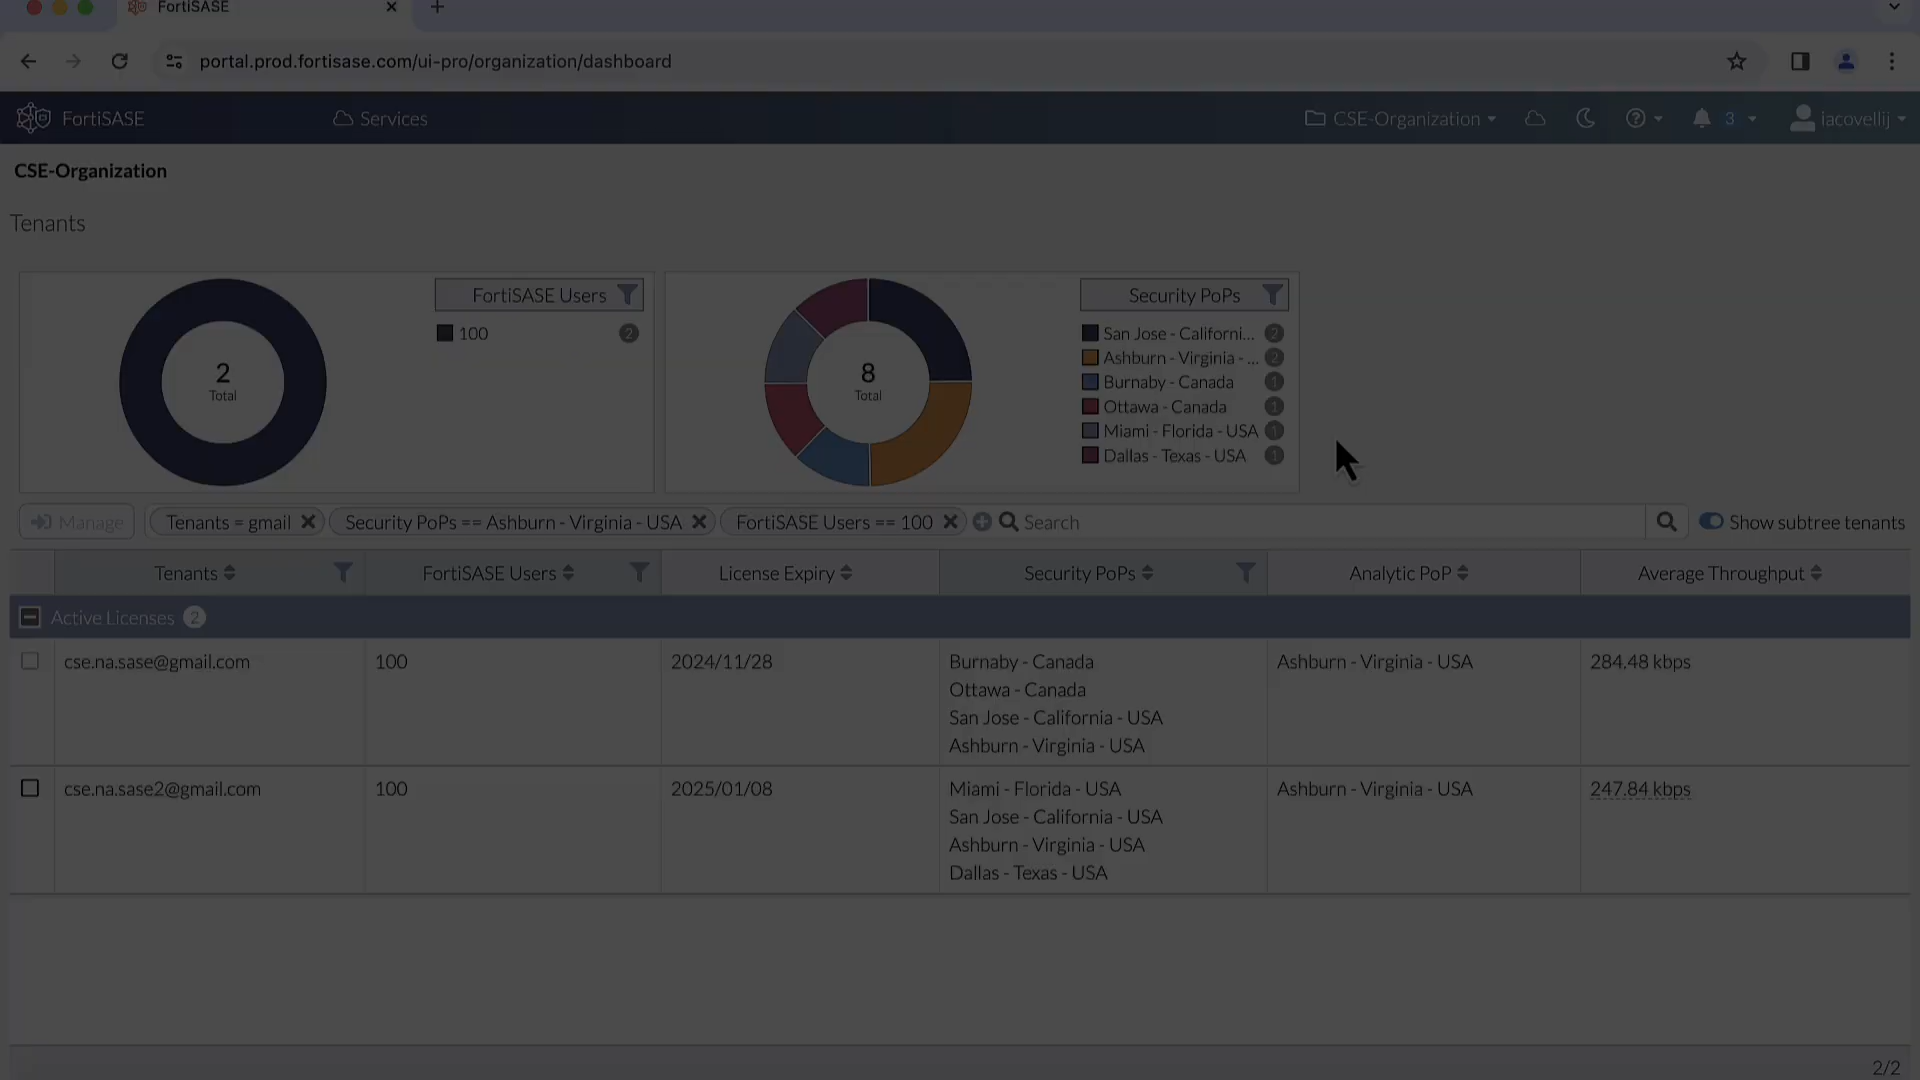 FortiSASE
portal.prod.fortisase.com/ui-pro/organization/dashboard
FortiSASE Services CSE-Organization 3 iacovellij
CSE-Organization
Tenants
2
Total
FortiSASE Users
100 2
8
Total
Security PoPs
San Jose - Californi... 2
Ashburn - Virginia - ... 2
Burnaby - Canada 1
Ottawa - Canada 1
Miami - Florida - USA 1
Dallas - Texas - USA 1
Manage Tenants = gmail Security PoPs == Ashburn - Virginia - USA FortiSASE Users == 100 Search Show subtree tenants
Tenants FortiSASE Users License Expiry Security PoPs Analytic PoP Average Throughput
Active Licenses 2
cse.na.sase@gmail.com 100 2024/11/28 Burnaby - Canada Ashburn - Virginia - USA 284.48 kbps
Ottawa - Canada
San Jose - California - USA
Ashburn - Virginia - USA
cse.na.sase2@gmail.com 100 2025/01/08 Miami - Florida - USA Ashburn - Virginia - USA 247.84 kbps
San Jose - California - USA
Ashburn - Virginia - USA
Dallas - Texas - USA
2/2